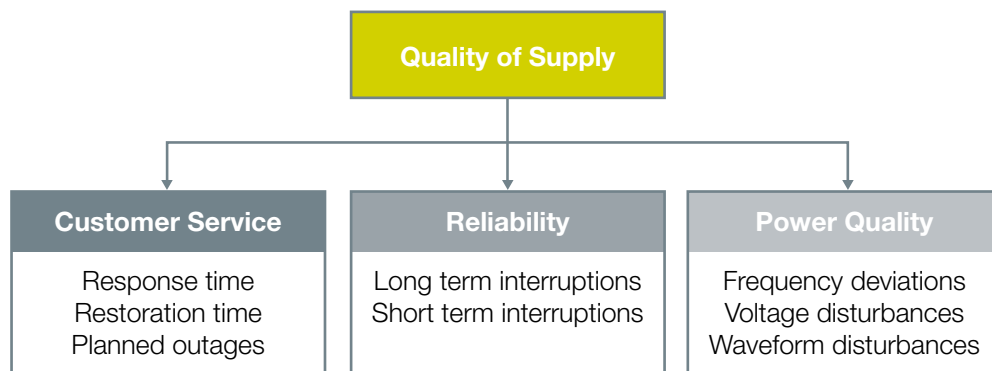 Quality of Supply
Customer Service
Response time
Restoration time
Planned outages
Reliability
Long term interruptions
Short term interruptions
Power Quality
Frequency deviations
Voltage disturbances
Waveform disturbances